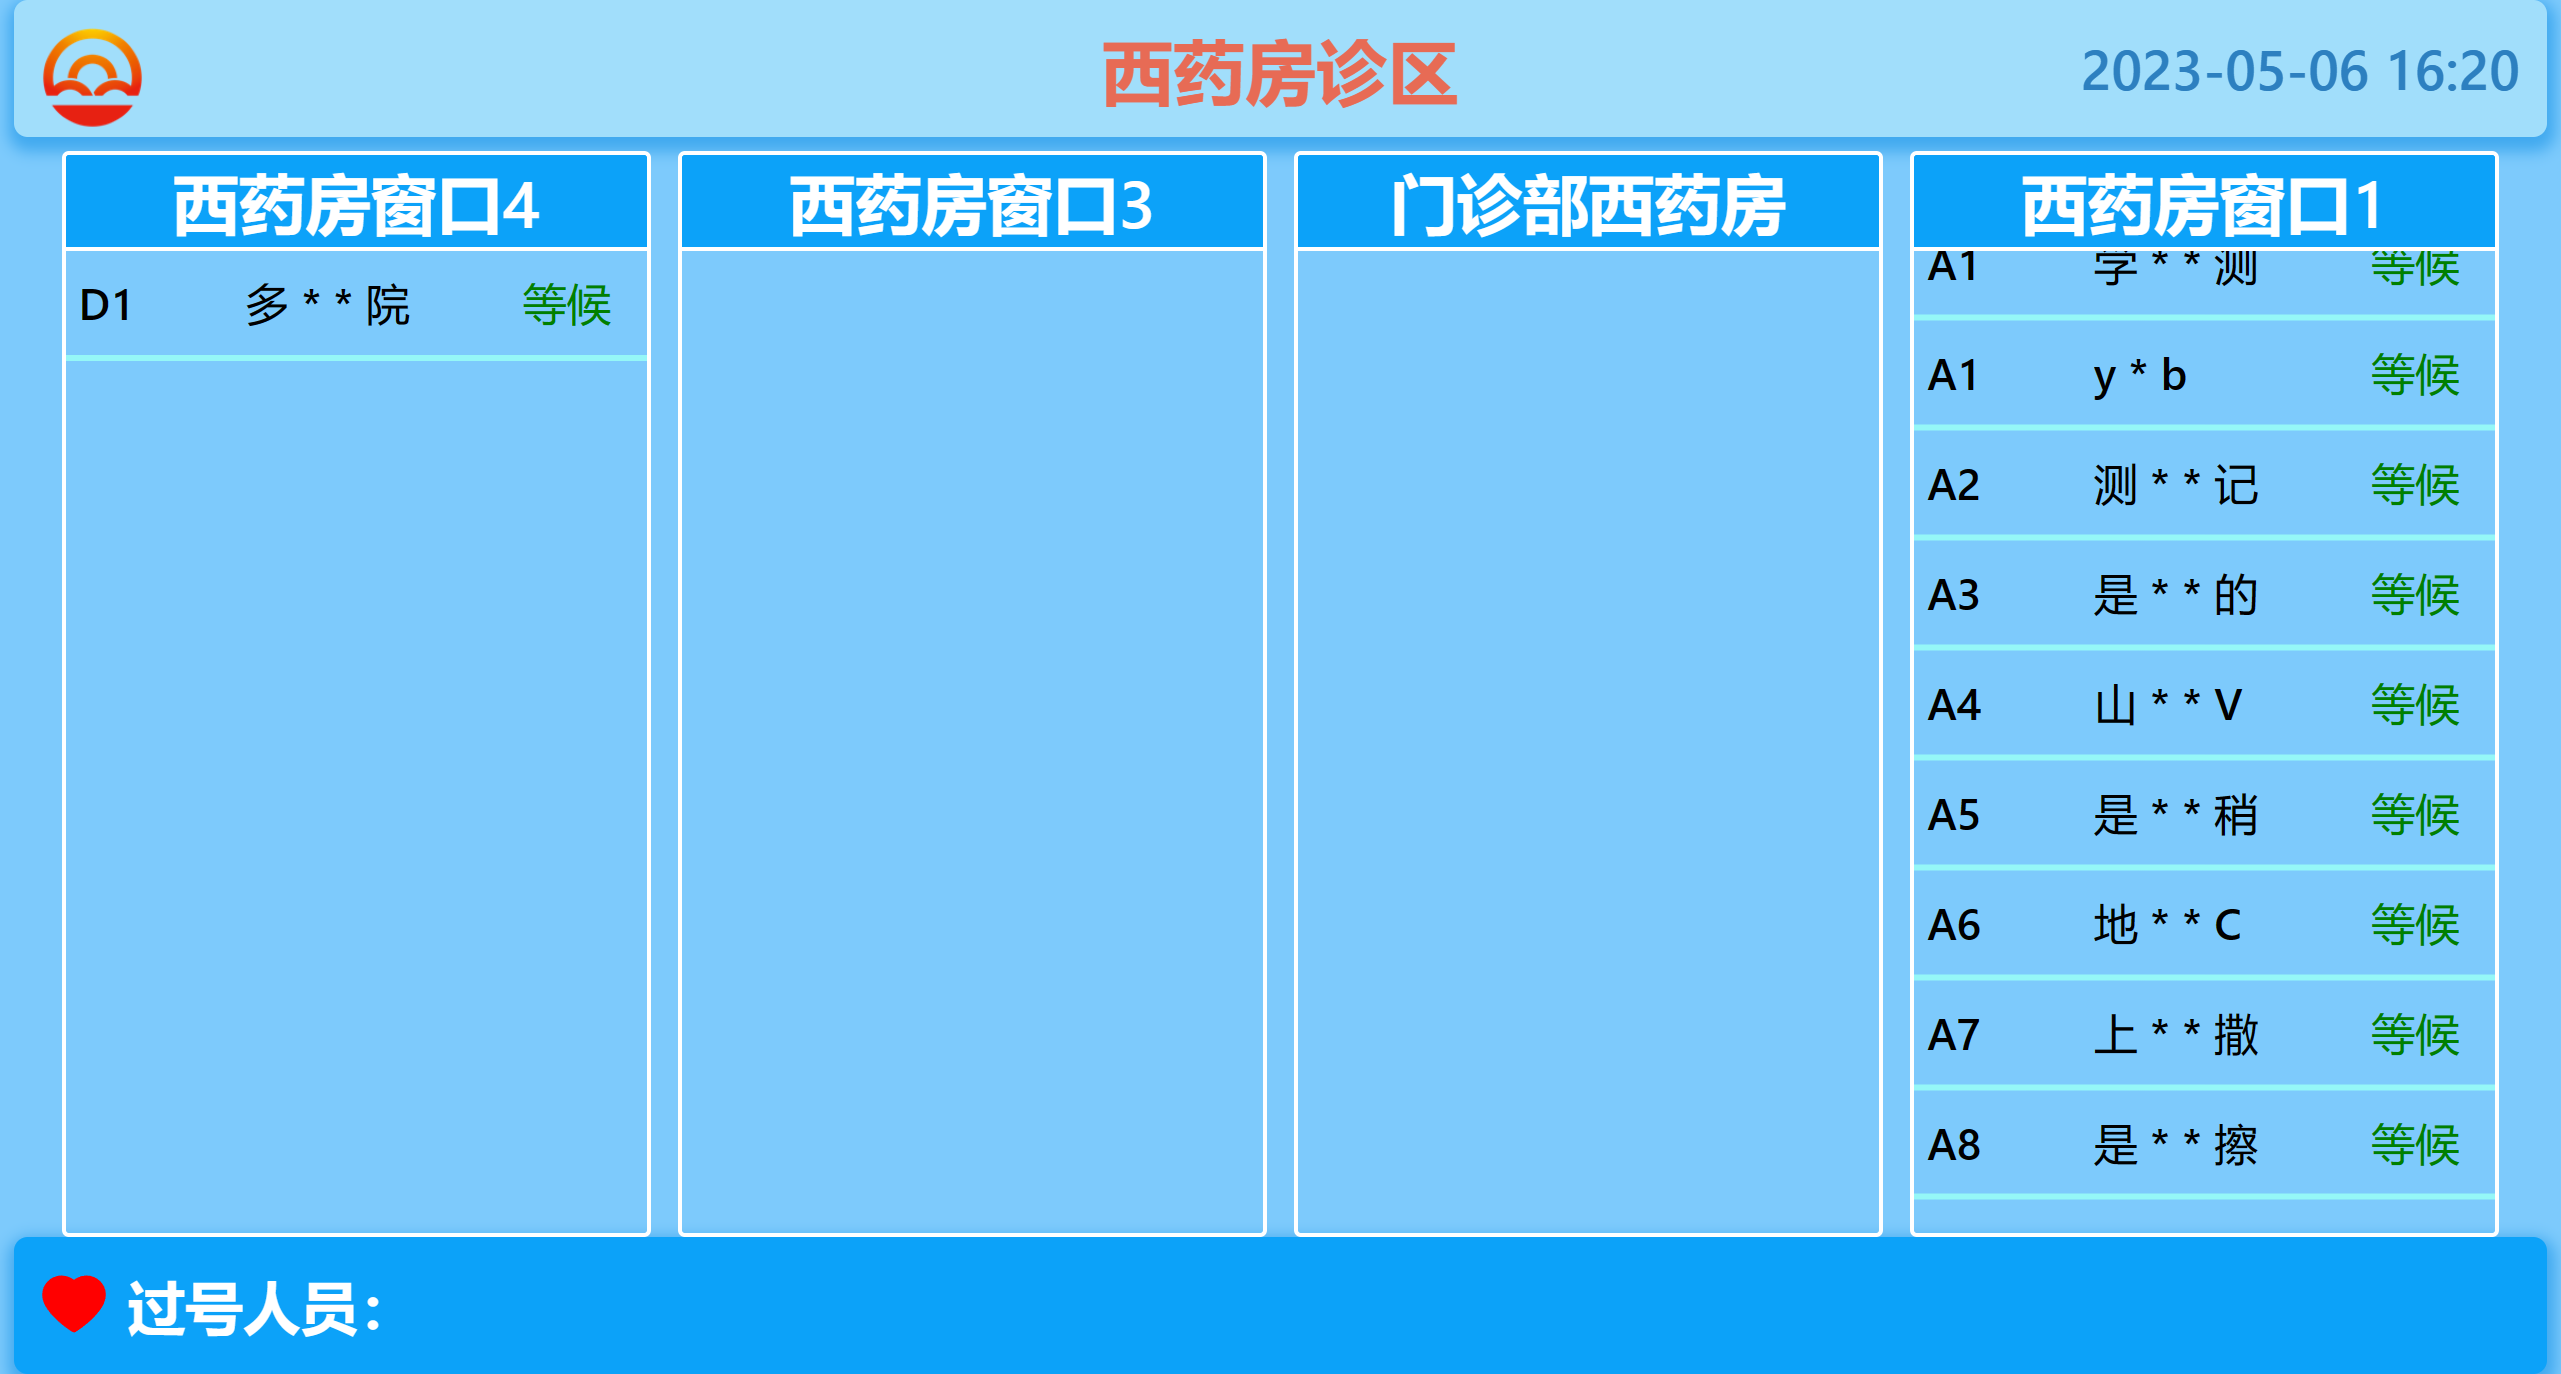 西药房诊区
2023-05-06 16:20
西药房窗口4
D1 多 * * 院 等候
西药房窗口3
门诊部西药房
西药房窗口1
A1 学 * * 测 等候
A1 y * b 等候
A2 测 * * 记 等候
A3 是 * * 的 等候
A4 山 * * V 等候
A5 是 * * 稍 等候
A6 地 * * C 等候
A7 上 * * 撒 等候
A8 是 * * 擦 等候
过号人员：